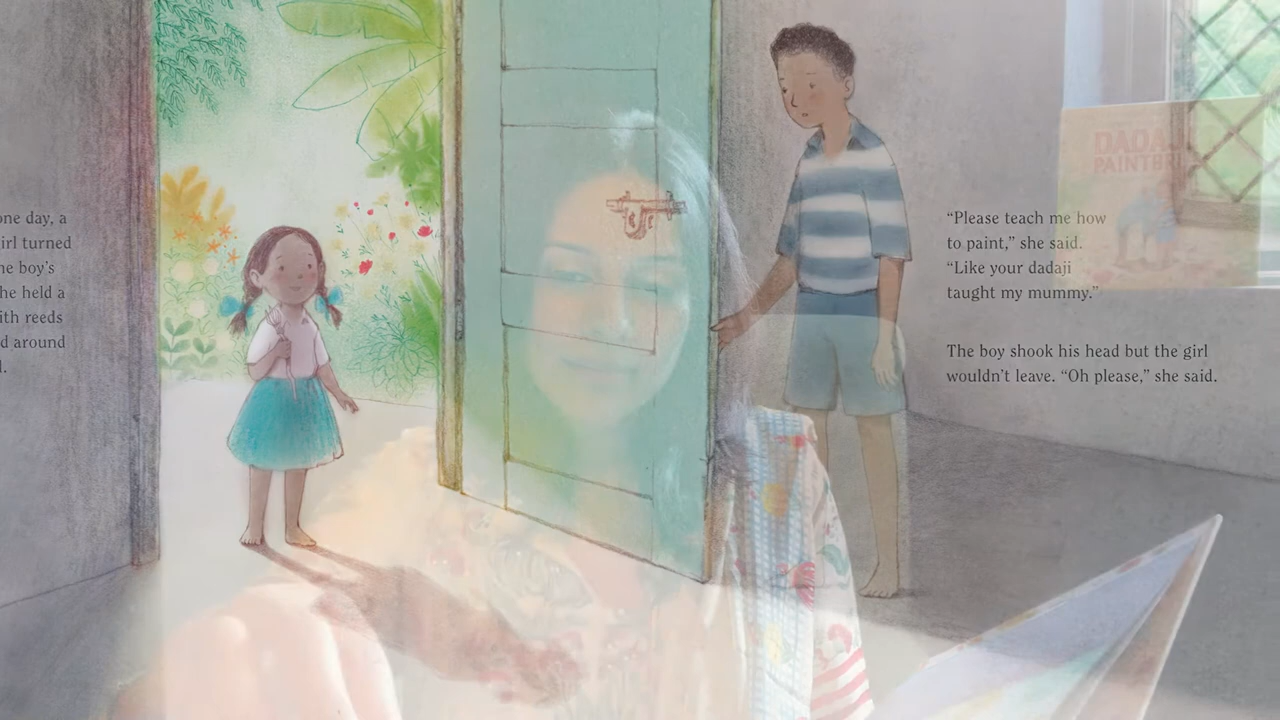 one day, a
irl turned
ne boy's
he held a
ith reeds
d around
DADAJ
PAINTBR
“Please teach me how
to paint,” she said.
“Like your dadaji
taught my mummy.”
The boy shook his head but the girl
wouldn’t leave. “Oh please,” she said.